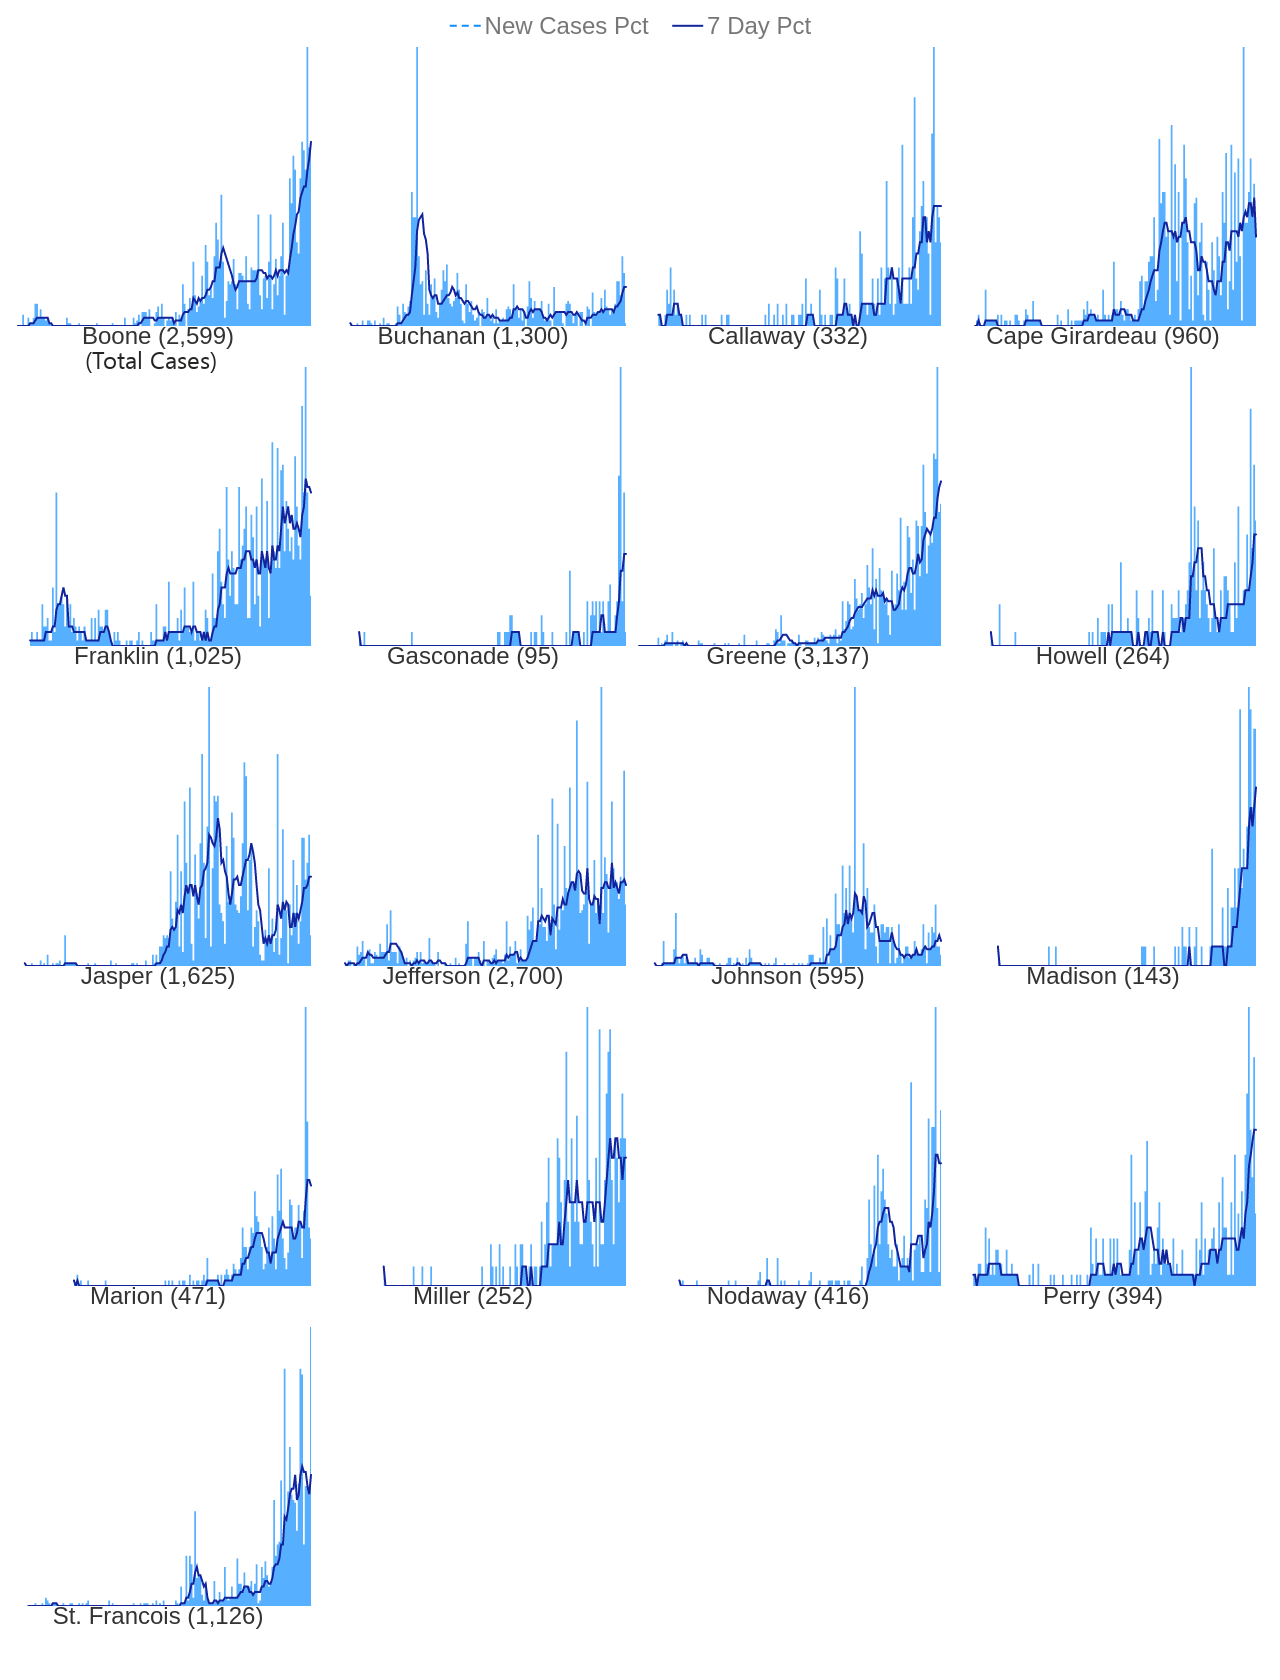 New Cases Pct 7 Day Pct
Boone (2,599) Buchanan (1,300) Callaway (332) Cape Girardeau (960)
(Total Cases)
Franklin (1,025) Gasconade (95) Greene (3,137) Howell (264)
Jasper (1,625) Jefferson (2,700) Johnson (595) Madison (143)
Marion (471) Miller (252) Nodaway (416) Perry (394)
St. Francois (1,126)